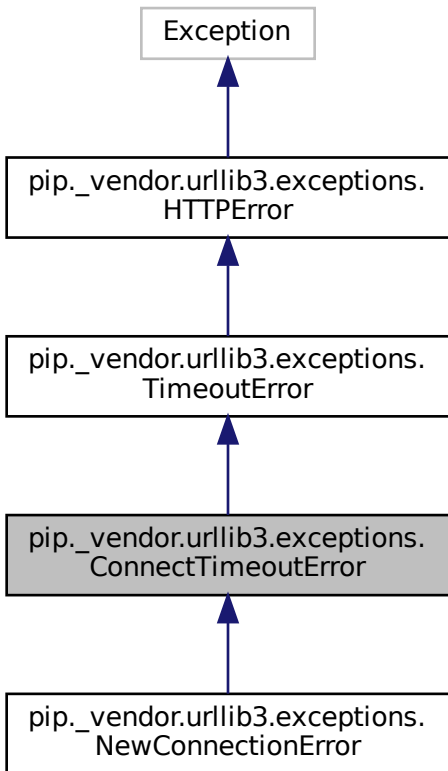 Exception
pip._vendor.urllib3.exceptions.
HTTPError
pip._vendor.urllib3.exceptions.
TimeoutError
pip._vendor.urllib3.exceptions.
ConnectTimeoutError
pip._vendor.urllib3.exceptions.
NewConnectionError